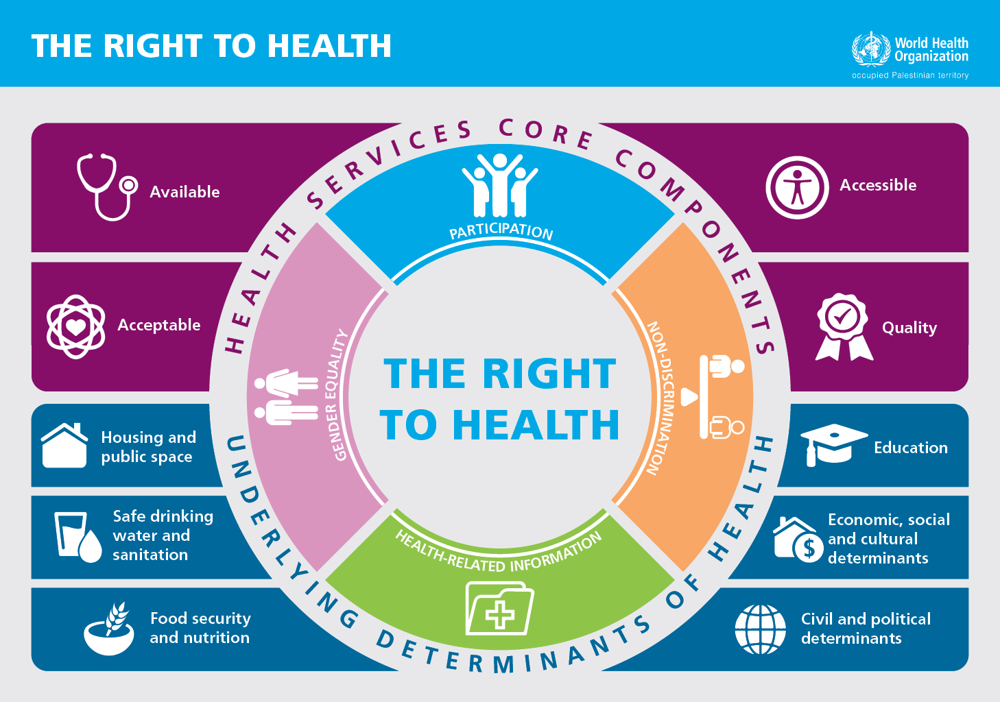 THE RIGHT TO HEALTH
World Health
Organization
occupied Palestinian territory
HEALTH SERVICES CORE COMPONENTS
Available
Accessible
Acceptable
Quality
PARTICIPATION
GENDER EQUALITY
NON-DISCRIMINATION
HEALTH-RELATED INFORMATION
THE RIGHT
TO HEALTH
UNDERLYING DETERMINANTS OF HEALTH
Housing and
public space
Education
Safe drinking
water and
sanitation
Economic, social
and cultural
determinants
$
Food security
and nutrition
Civil and political
determinants